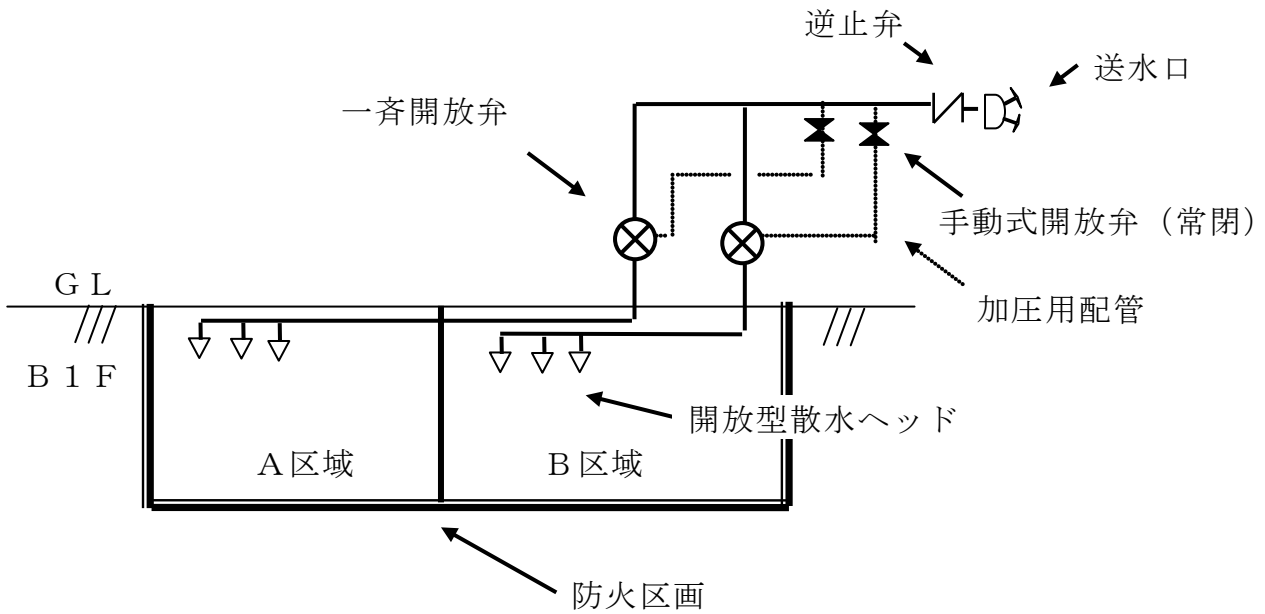 逆止弁
送水口
一斉開放弁
手動式開放弁（常閉）
ＧＬ
加圧用配管
Ｂ１Ｆ
開放型散水ヘッド
Ａ区域
Ｂ区域
防火区画